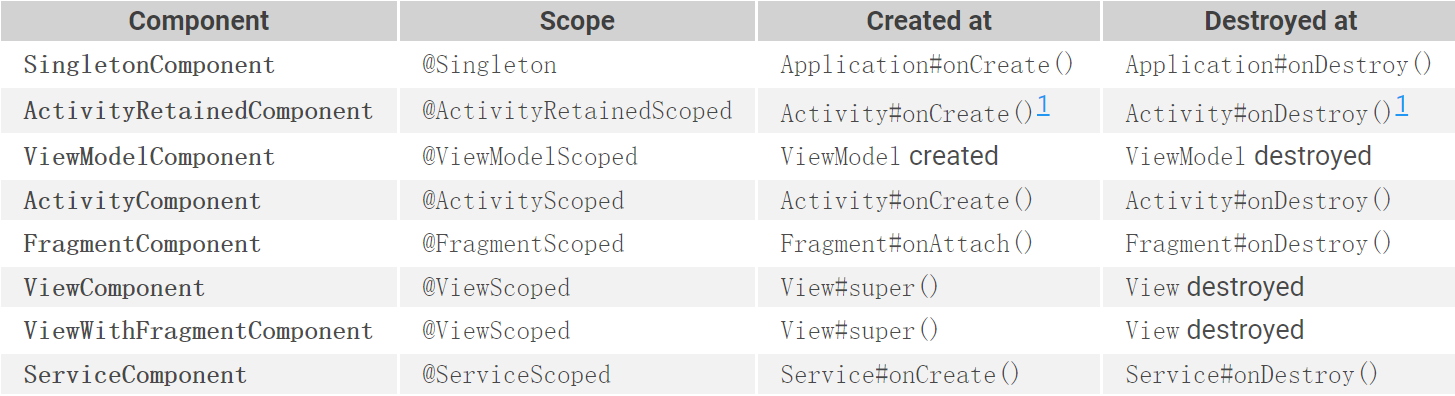 Component Scope Created at Destroyed at
SingletonComponent @Singleton Application#onCreate() Application#onDestroy()
ActivityRetainedComponent @ActivityRetainedScoped Activity#onCreate()1 Activity#onDestroy()1
ViewModelComponent @ViewModelScoped ViewModel created ViewModel destroyed
ActivityComponent @ActivityScoped Activity#onCreate() Activity#onDestroy()
FragmentComponent @FragmentScoped Fragment#onAttach() Fragment#onDestroy()
ViewComponent @ViewScoped View#super() View destroyed
ViewWithFragmentComponent @ViewScoped View#super() View destroyed
ServiceComponent @ServiceScoped Service#onCreate() Service#onDestroy()